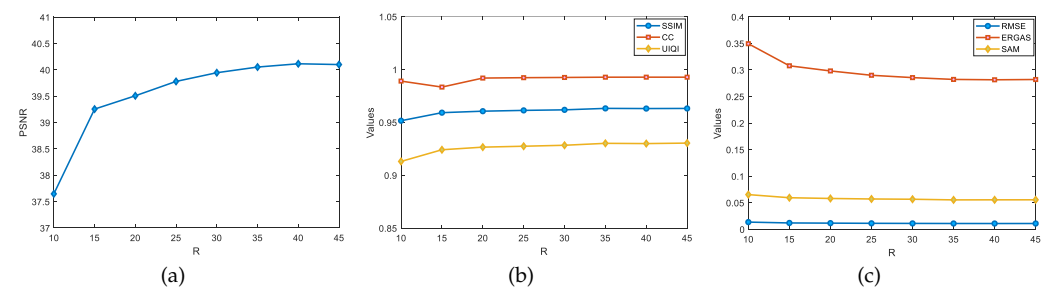 41
40.5
40
39.5
39
38.5
38
37.5
37
PSNR
10 15 20 25 30 35 40 45
R
(a)
1.05
1
0.95
0.9
0.85
Values
SSIM
CC
UIQI
10 15 20 25 30 35 40 45
R
(b)
0.4
0.35
0.3
0.25
0.2
0.15
0.1
0.05
0
Values
RMSE
ERGAS
SAM
10 15 20 25 30 35 40 45
R
(c)